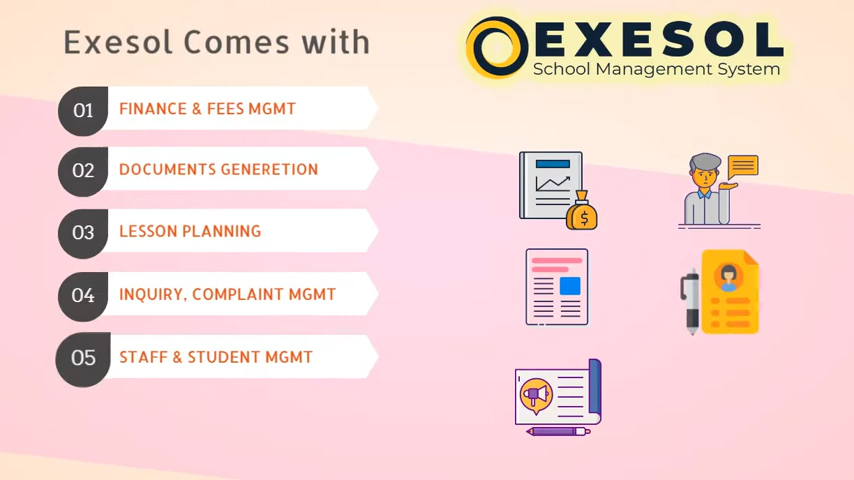 Exesol Comes with
EXESOL
School Management System
01 FINANCE & FEES MGMT
02 DOCUMENTS GENERETION
03 LESSON PLANNING
04 INQUIRY, COMPLAINT MGMT
05 STAFF & STUDENT MGMT
$